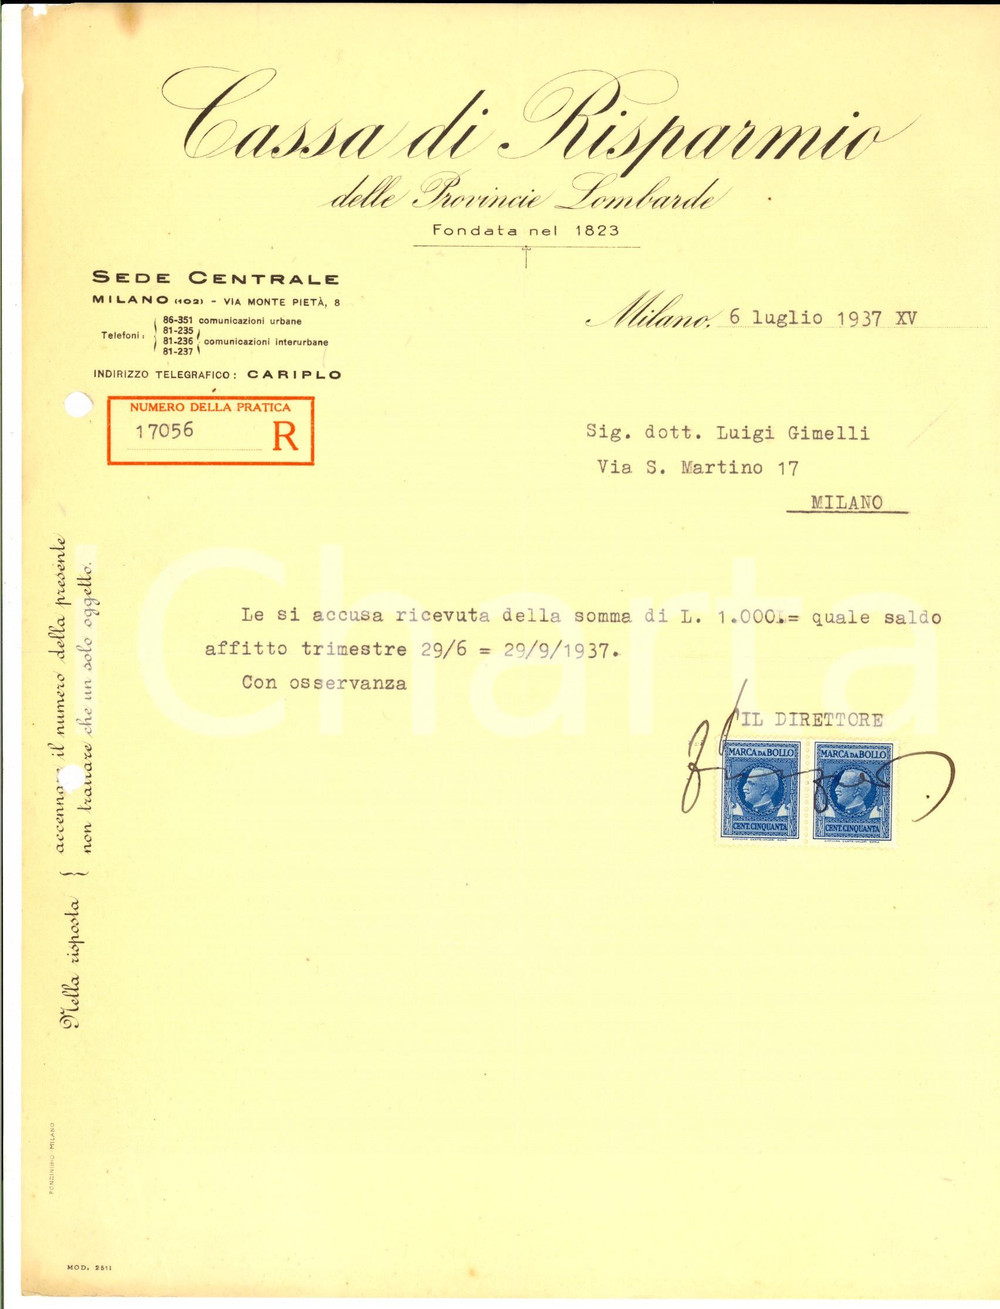 Cassa di Risparmio
delle Provincie Lombarde
Fondata nel 1823
SEDE CENTRALE
MILANO (102) - VIA MONTE PIETÀ, 8
Telefoni:
86-351 comunicazioni urbane
81-235
81-236 comunicazioni interurbane
81-237
INDIRIZZO TELEGRAFICO: CARIPLO
Milano, 6 luglio 1937 XV
NUMERO DELLA PRATICA
17056 R
Sig. dott. Luigi Gimelli
Via S. Martino 17
MILANO
Le si accusa ricevuta della somma di L. 1.000.= quale saldo
affitto trimestre 29/6 = 29/9/1937.
Con osservanza
IL DIRETTORE
MARCA DA BOLLO
CENT. CINQUANTA
MARCA DA BOLLO
CENT. CINQUANTA
Nella risposta
accennare il numero della presente
non trattare che un solo oggetto.
MILANO
MOD. 2511
Charta